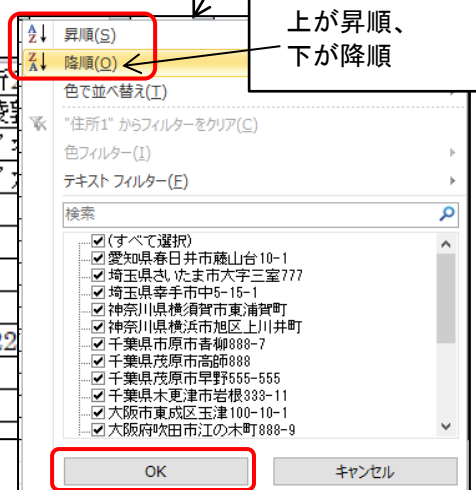 上が昇順、
下が降順
昇順(S)
降順(O)
色で並べ替え(T)
"住所1" からフィルターをクリア(C)
色フィルター(I)
テキスト フィルター(F)
検索
(すべて選択)
愛知県春日井市藤山台10-1
埼玉県さいたま市大字三室777
埼玉県幸手市中5-15-1
神奈川県横須賀市東浦賀町
神奈川県横浜市旭区上川井町
千葉県市原市青柳888-7
千葉県茂原市高師888
千葉県茂原市早野555-555
千葉県木更津市岩根333-11
大阪市東成区玉津100-10-1
大阪府吹田市江の木町888-9
OK
キャンセル